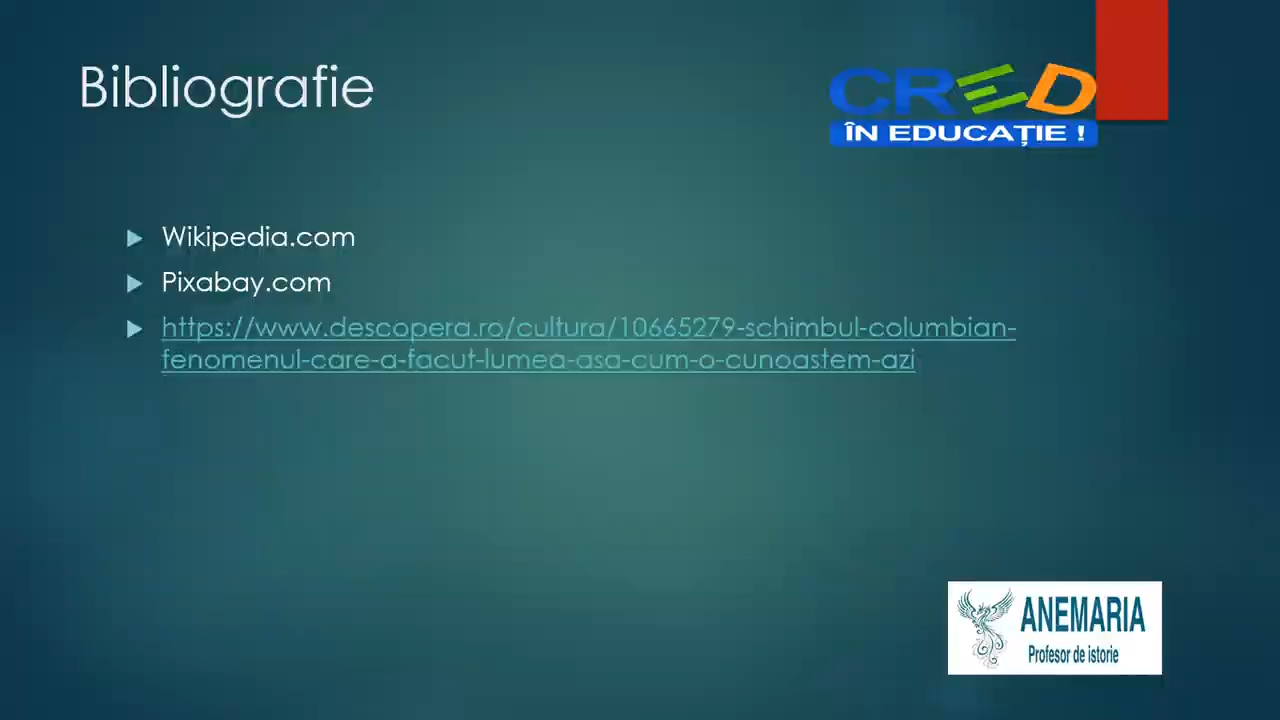 Bibliografie
CRED
ÎN EDUCAȚIE !
Wikipedia.com
Pixabay.com
https://www.descopera.ro/cultura/10665279-schimbul-columbian-
fenomenul-care-a-facut-lumea-asa-cum-o-cunoastem-azi
ANEMARIA
Profesor de istorie